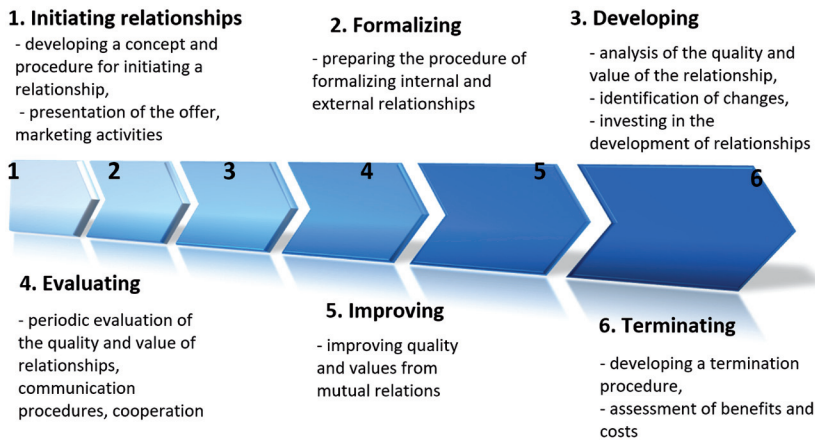 1. Initiating relationships
- developing a concept and
procedure for initiating a
relationship,
- presentation of the offer,
marketing activities
2. Formalizing
- preparing the procedure of
formalizing internal and
external relationships
3. Developing
- analysis of the quality and
value of the relationship,
- identification of changes,
- investing in the
development of relationships
1 2 3 4 5 6
4. Evaluating
- periodic evaluation of
the quality and value of
relationships,
communication
procedures, cooperation
5. Improving
- improving quality
and values from
mutual relations
6. Terminating
- developing a termination
procedure,
- assessment of benefits and
costs